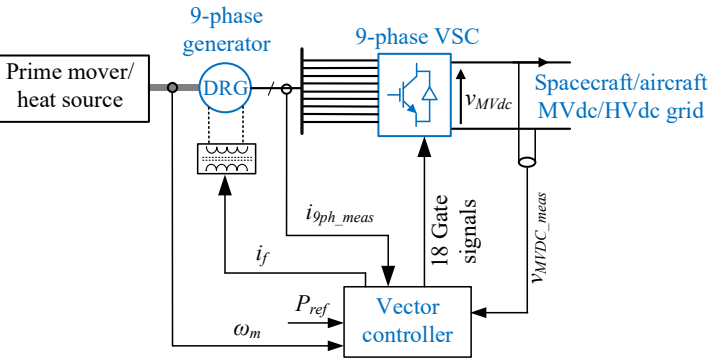 9-phase
generator
9-phase VSC
Prime mover/
heat source
DRG
v_MVdc
Spacecraft/aircraft
MVdc/HVdc grid
i_9ph_meas
18 Gate
signals
v_MVDC_meas
i_f
P_ref
ω_m
Vector
controller